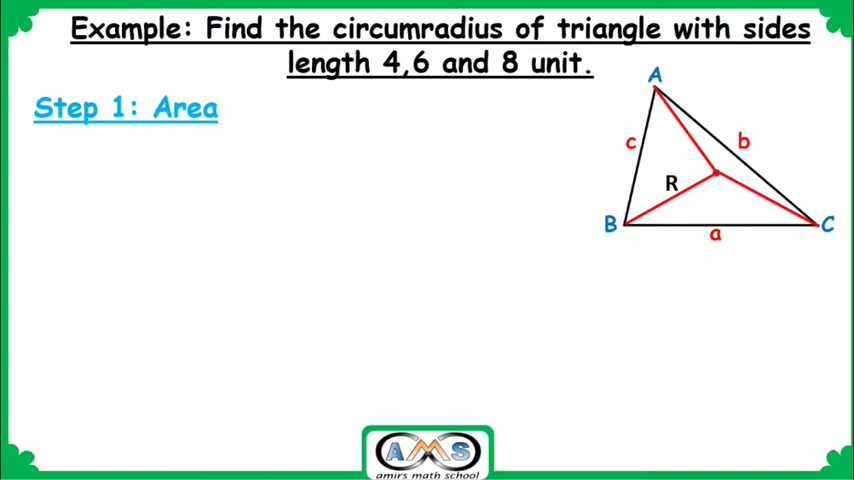 Example: Find the circumradius of triangle with sides
length 4,6 and 8 unit.
Step 1: Area
A
c
b
R
B
a
C
AMS
amirs math school